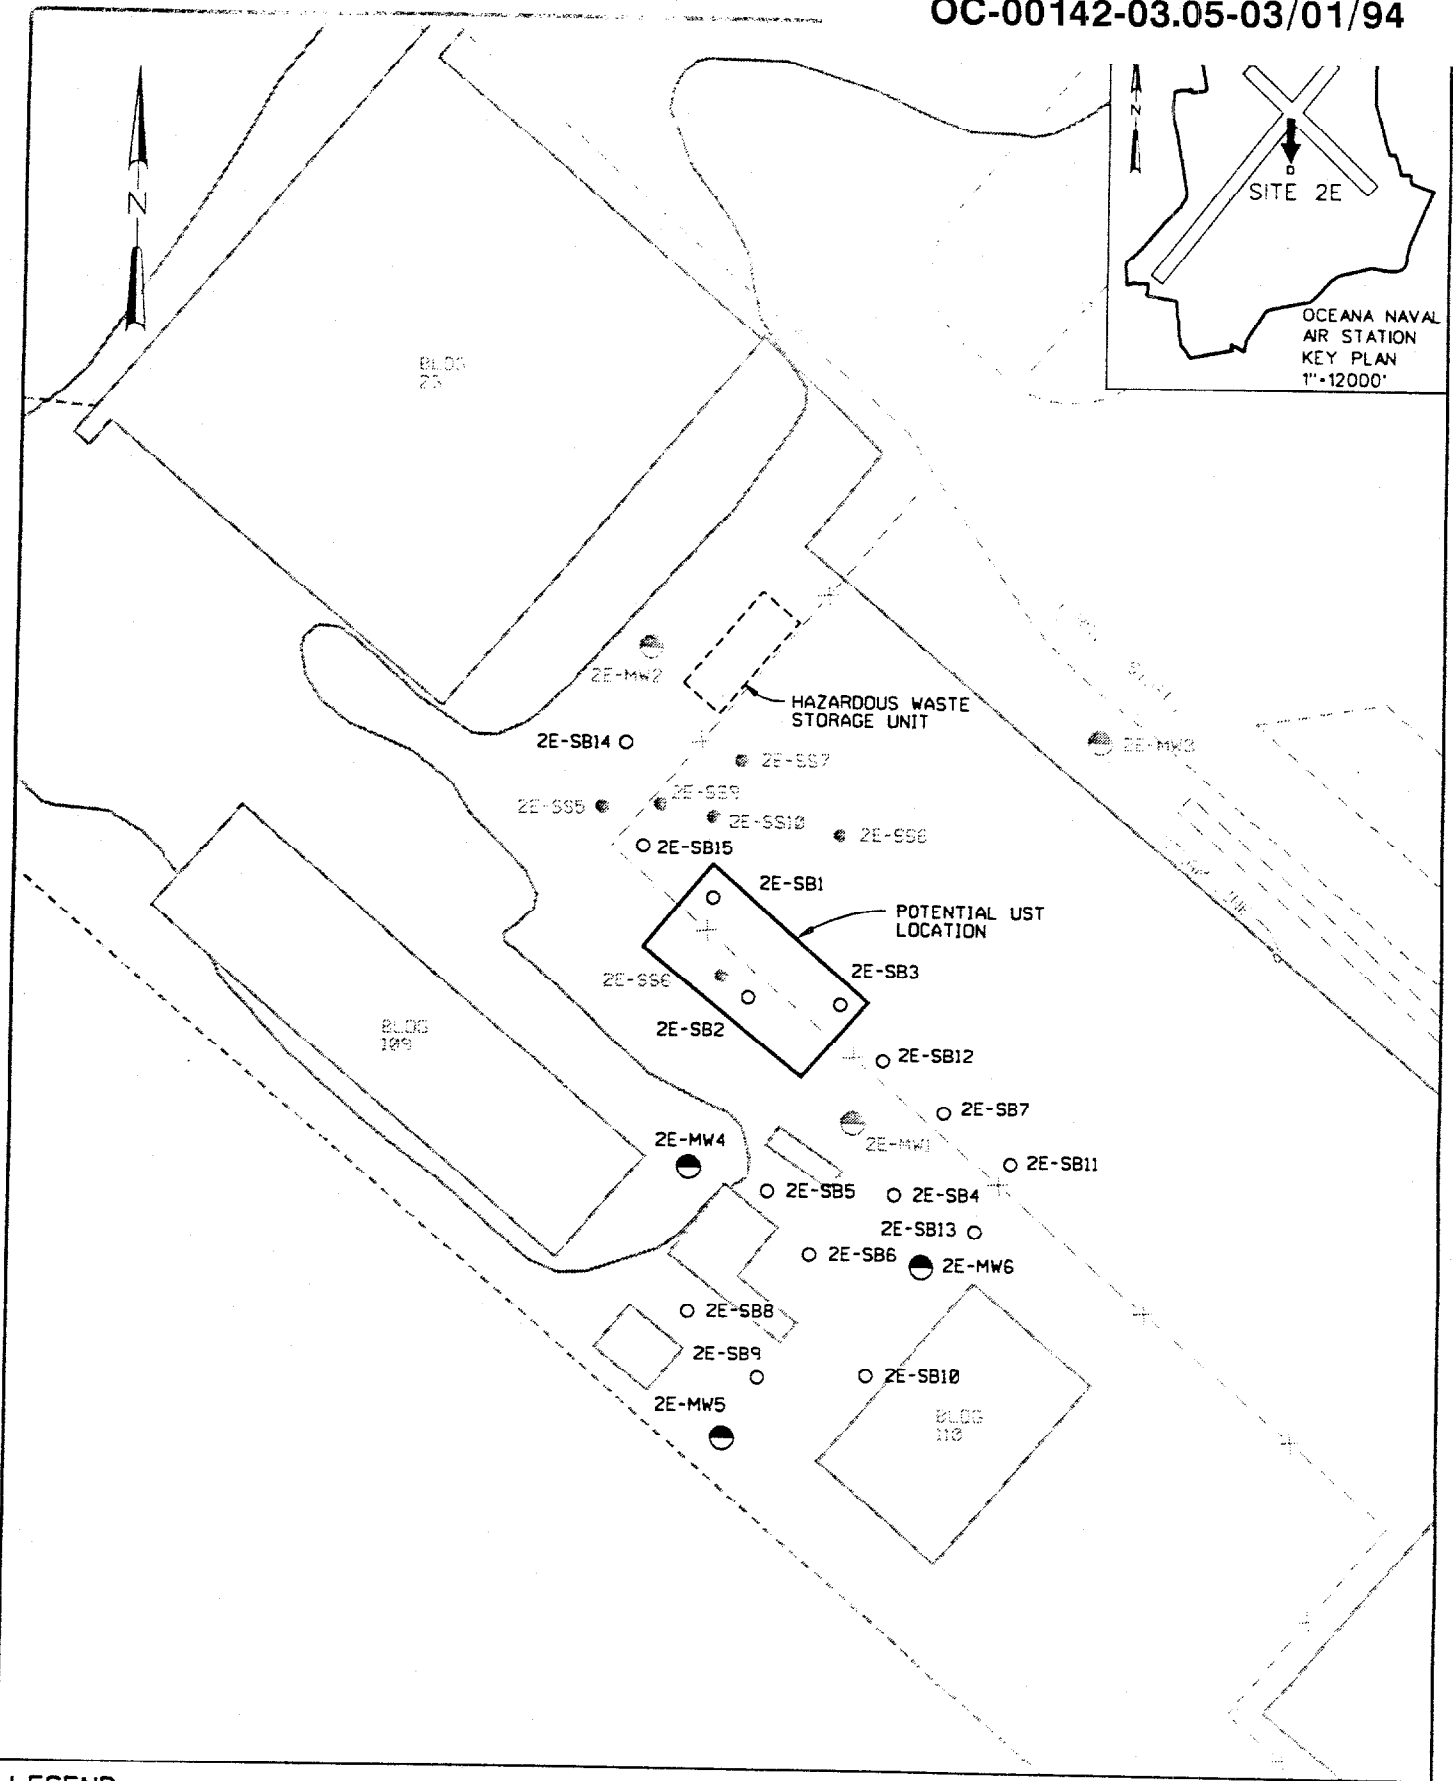 OC-00142-03.05-03/01/94
N
N
SITE 2E
OCEANA NAVAL
AIR STATION
KEY PLAN
1"-12000'
BLDG
23
2E-MW2
HAZARDOUS WASTE
STORAGE UNIT
2E-SB14
2E-MW3
2E-SS7
2E-SS9
2E-SS5
2E-SS10
2E-SS8
2E-SB15
2E-SB1
POTENTIAL UST
LOCATION
2E-SB3
2E-SS6
2E-SB2
BLDG
109
2E-SB12
2E-SB7
2E-MW4
2E-MW1
2E-SB11
2E-SB5
2E-SB4
2E-SB13
2E-SB6
2E-MW6
2E-SB8
2E-SB9
2E-SB10
2E-MW5
BLDG
110
LEGEND